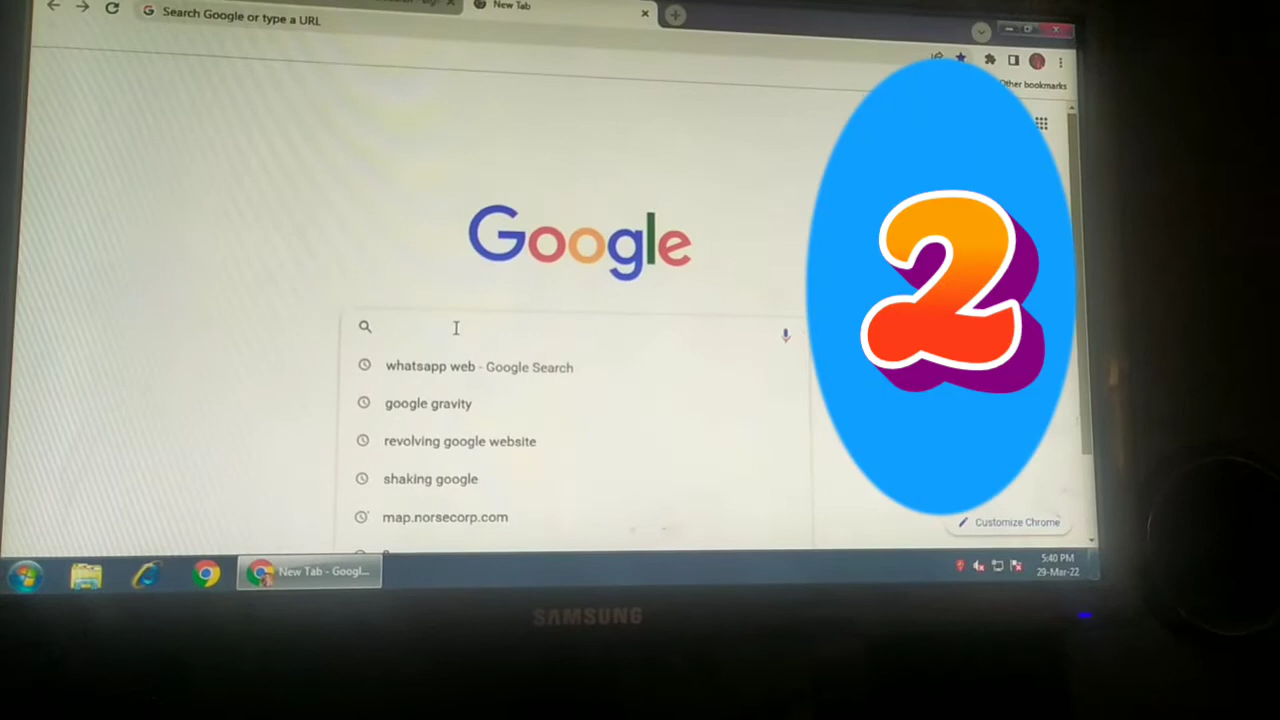 New Tab
Search Google or type a URL
Other bookmarks
Google
whatsapp web - Google Search
google gravity
revolving google website
shaking google
map.norsecorp.com
Customize Chrome
New Tab - Googl...
5:40 PM
29-Mar-22
SAMSUNG
2